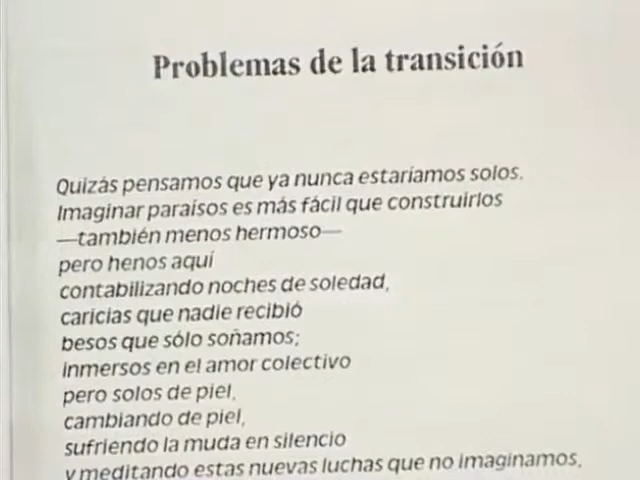 Problemas de la transición
Quizás pensamos que ya nunca estaríamos solos.
Imaginar paraísos es más fácil que construirlos
—también menos hermoso—
pero henos aquí
contabilizando noches de soledad,
caricias que nadie recibió
besos que sólo soñamos;
inmersos en el amor colectivo
pero solos de piel,
cambiando de piel,
sufriendo la muda en silencio
y meditando estas nuevas luchas que no imaginamos,